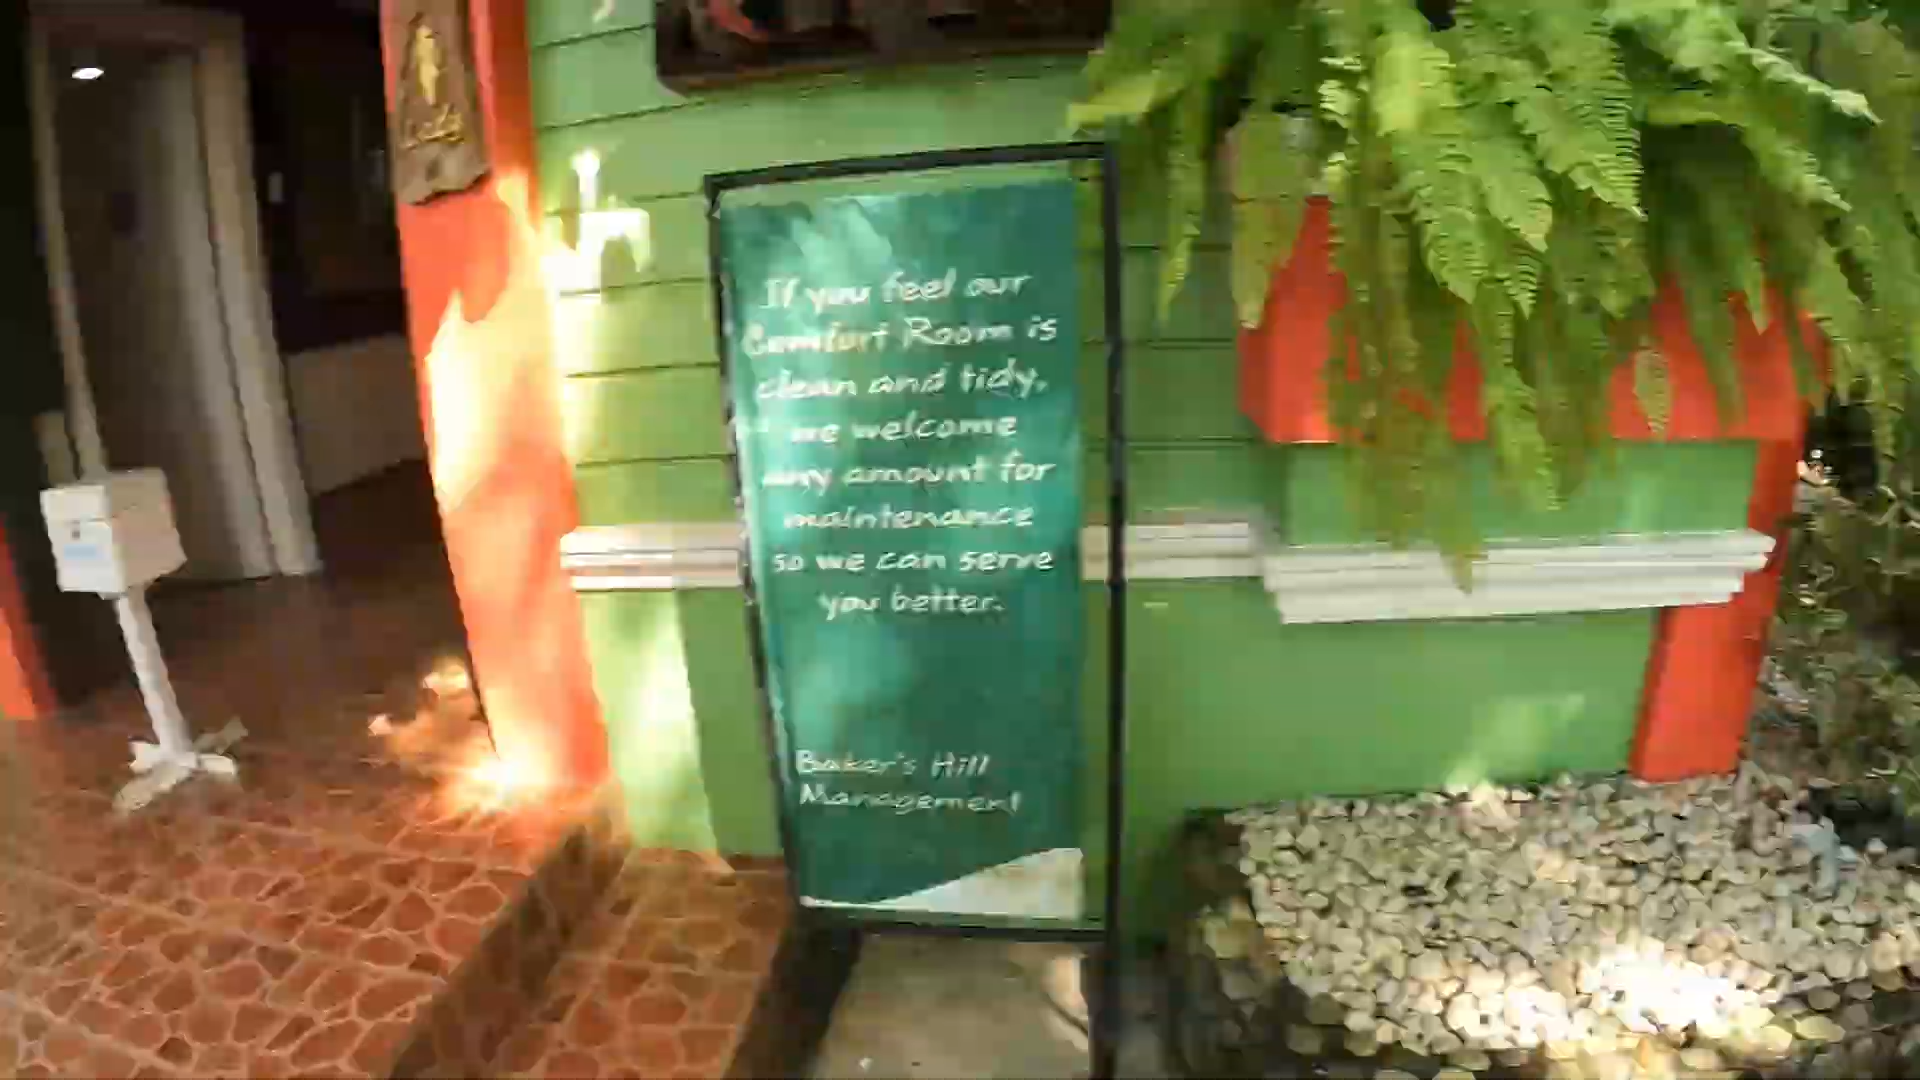 If you feel our
Comfort Room is
clean and tidy,
we welcome
any amount for
maintenance
so we can serve
you better.
Baker's Hill
Management